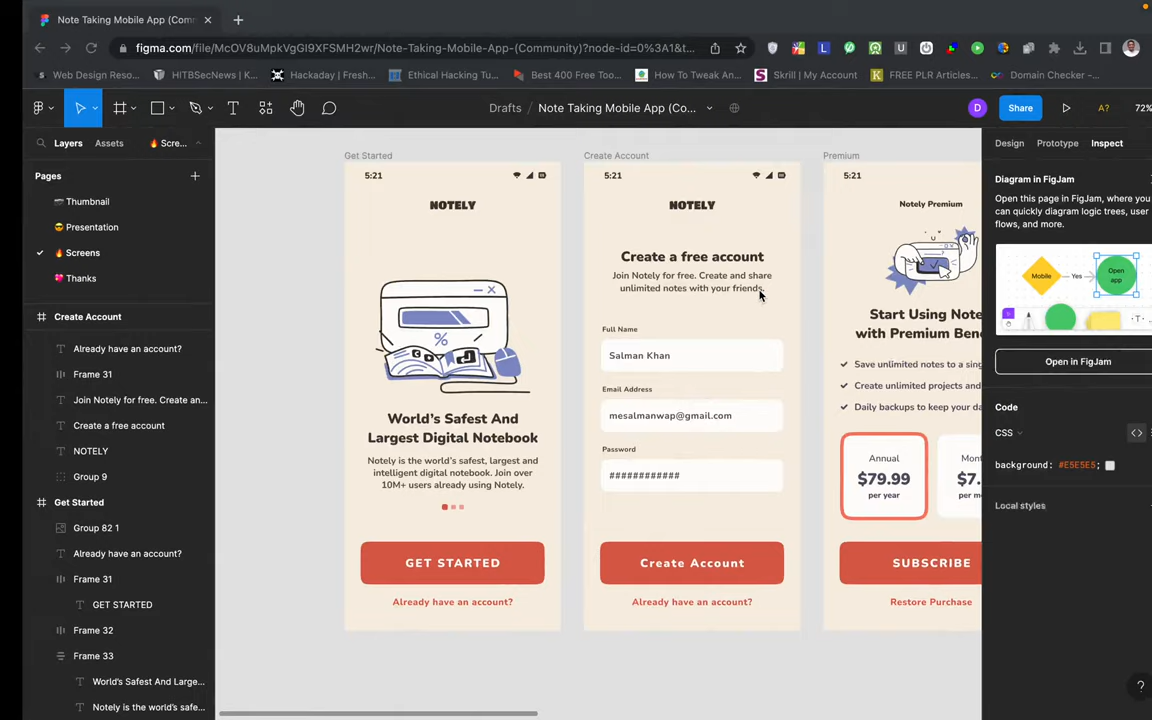 Note Taking Mobile App (Comm
figma.com/file/McOV8uMpkVgGI9XFSMH2wr/Note-Taking-Mobile-App-(Community)?node-id=0%3A1&t...
Web Design Reso...
HITBSecNews | K...
Hackaday | Fresh...
Ethical Hacking Tu...
Best 400 Free Too...
How To Tweak An...
Skrill | My Account
FREE PLR Articles...
Domain Checker -...
Drafts / Note Taking Mobile App (Co...
D
Share
A?
72%
Layers
Assets
🔥 Scree...
Design
Prototype
Inspect
Pages
Thumbnail
😎 Presentation
🔥 Screens
💖 Thanks
Create Account
Already have an account?
Frame 31
Join Notely for free. Create an...
Create a free account
NOTELY
Group 9
Get Started
Group 82 1
Already have an account?
Frame 31
GET STARTED
Frame 32
Frame 33
World's Safest And Large...
Notely is the world's safe...
Get Started
5:21
NOTELY
%
World's Safest And
Largest Digital Notebook
Notely is the world's safest, largest and
intelligent digital notebook. Join over
10M+ users already using Notely.
GET STARTED
Already have an account?
Create Account
5:21
NOTELY
Create a free account
Join Notely for free. Create and share
unlimited notes with your friends.
Full Name
Salman Khan
Email Address
mesalmanwap@gmail.com
Password
############
Create Account
Already have an account?
Premium
5:21
Notely Premium
Start Using Note
with Premium Bene
Save unlimited notes to a sing
Create unlimited projects and
Daily backups to keep your da
Annual
$79.99
per year
Mont
$7.
per m
SUBSCRIBE
Restore Purchase
Diagram in FigJam
Open this page in FigJam, where you
can quickly diagram logic trees, user
flows, and more.
Mobile
Yes
Open
app
Open in FigJam
Code
CSS
background: #E5E5E5;
Local styles
?